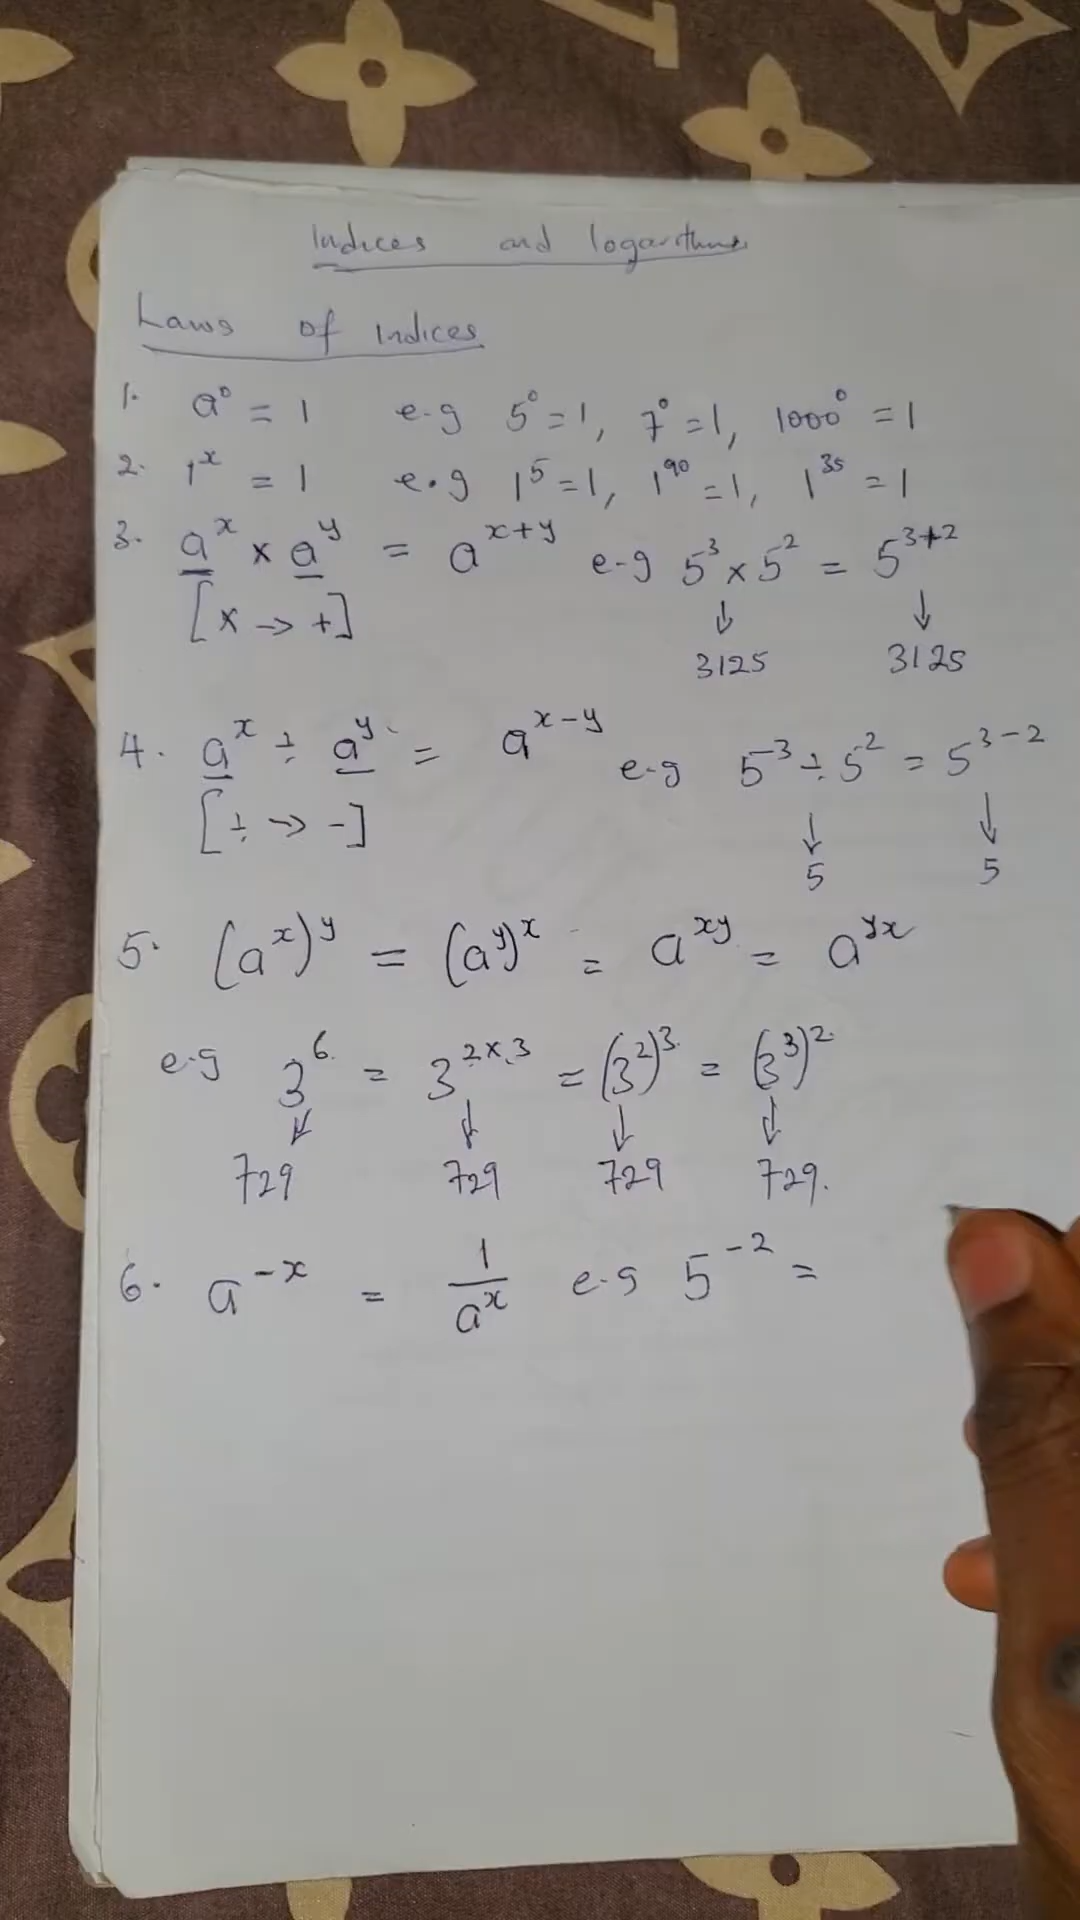 Indices and logarithms
Laws of Indices
1. a⁰ = 1 e.g 5⁰ = 1, 7⁰ = 1, 1000⁰ = 1
2. 1ˣ = 1 e.g 1⁵ = 1, 1⁹⁰ = 1, 1³⁵ = 1
3. aˣ × aʸ = aˣ⁺ʸ e-g 5³ × 5² = 5³⁺²
[× → +] ↓ ↓
3125 3125
4. aˣ ÷ aʸ = aˣ⁻ʸ e-g 5³ ÷ 5² = 5³⁻²
[÷ → -] ↓ ↓
5 5
5. (aˣ)ʸ = (aʸ)ˣ = aˣʸ = aʸˣ
e-g 3⁶ = 3²ˣ³ = (3²)³ = (3³)²
↓ ↓ ↓ ↓
729 729 729 729.
6. a⁻ˣ = 1/aˣ e-g 5⁻² =